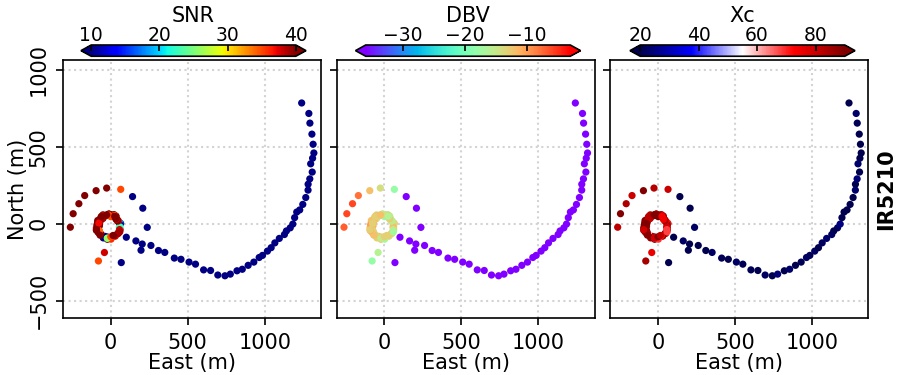 SNR
DBV
Xc
10 20 30 40
−30 −20 −10
20 40 60 80
1000
500
0
−500
North (m)
IR5210
0 500 1000
0 500 1000
0 500 1000
East (m)
East (m)
East (m)